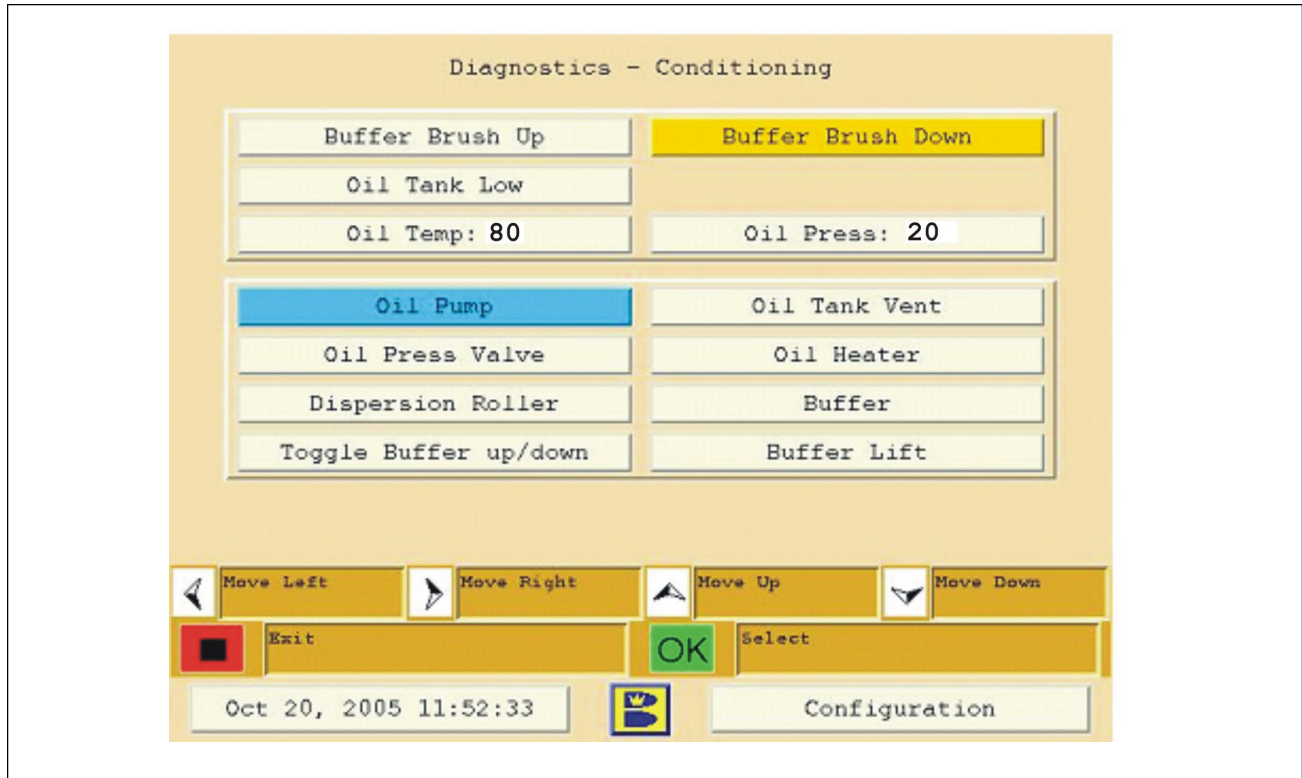 Diagnostics - Conditioning
Buffer Brush Up
Buffer Brush Down
Oil Tank Low
Oil Temp: 80
Oil Press: 20
Oil Pump
Oil Tank Vent
Oil Press Valve
Oil Heater
Dispersion Roller
Buffer
Toggle Buffer up/down
Buffer Lift
Move Left
Move Right
Move Up
Move Down
Exit
OK
Select
Oct 20, 2005 11:52:33
Configuration